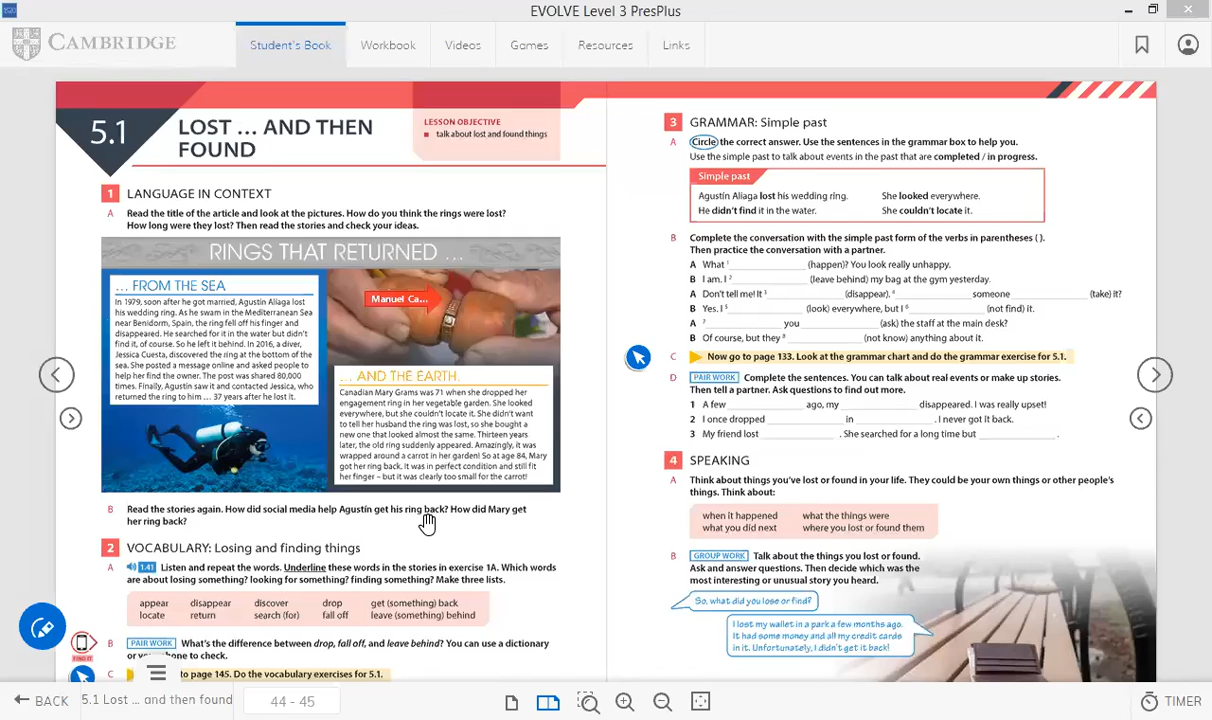 EVOLVE Level 3 PresPlus
CAMBRIDGE
Student's Book
Workbook
Videos
Games
Resources
Links
5.1
LOST ... AND THEN
FOUND
LESSON OBJECTIVE
■ talk about lost and found things
1 LANGUAGE IN CONTEXT
A Read the title of the article and look at the pictures. How do you think the rings were lost?
How long were they lost? Then read the stories and check your ideas.
RINGS THAT RETURNED ...
... FROM THE SEA
In 1979, soon after he got married, Agustín Aliaga lost
his wedding ring. As he swam in the Mediterranean Sea
near Benidorm, Spain, the ring fell off his finger and
disappeared. He searched for it in the water but didn't
find it, of course. So he left it behind. In 2016, a diver,
Jessica Cuesta, discovered the ring at the bottom of the
sea. She posted a message online and asked people to
help her find the owner. The post was shared 80,000
times. Finally, Agustín saw it and contacted Jessica, who
returned the ring to him ... 37 years after he lost it.
Manuel Ca...
... AND THE EARTH.
Canadian Mary Grams was 71 when she dropped her
engagement ring in her vegetable garden. She looked
everywhere, but she couldn't locate it. She didn't want
to tell her husband the ring was lost, so she bought a
new one that looked almost the same. Thirteen years
later, the old ring suddenly appeared. Amazingly, it was
wrapped around a carrot in her garden! So at age 84, Mary
got her ring back. It was in perfect condition and still fit
her finger – but it was clearly too small for the carrot!
B Read the stories again. How did social media help Agustín get his ring back? How did Mary get
her ring back?
2 VOCABULARY: Losing and finding things
A 1.41 Listen and repeat the words. Underline these words in the stories in exercise 1A. Which words
are about losing something? looking for something? finding something? Make three lists.
appear disappear discover drop get (something) back
locate return search (for) fall off leave (something) behind
B PAIR WORK What's the difference between drop, fall off, and leave behind? You can use a dictionary
or your phone to check.
FIND IT
C to page 145. Do the vocabulary exercises for 5.1.
3 GRAMMAR: Simple past
A Circle the correct answer. Use the sentences in the grammar box to help you.
Use the simple past to talk about events in the past that are completed / in progress.
Simple past
Agustín Aliaga lost his wedding ring. She looked everywhere.
He didn't find it in the water. She couldn't locate it.
B Complete the conversation with the simple past form of the verbs in parentheses ( ).
Then practice the conversation with a partner.
A What 1 (happen)? You look really unhappy.
B I am. I 2 (leave behind) my bag at the gym yesterday.
A Don't tell me! It 3 (disappear). 4 someone (take) it?
B Yes. I 5 (look) everywhere, but I 6 (not find) it.
A 7 you (ask) the staff at the main desk?
B Of course, but they 8 (not know) anything about it.
C Now go to page 133. Look at the grammar chart and do the grammar exercise for 5.1.
D PAIR WORK Complete the sentences. You can talk about real events or make up stories.
Then tell a partner. Ask questions to find out more.
1 A few ago, my disappeared. I was really upset!
2 I once dropped in . I never got it back.
3 My friend lost . She searched for a long time but .
4 SPEAKING
A Think about things you've lost or found in your life. They could be your own things or other people's
things. Think about:
when it happened what the things were
what you did next where you lost or found them
B GROUP WORK Talk about the things you lost or found.
Ask and answer questions. Then decide which was the
most interesting or unusual story you heard.
So, what did you lose or find?
I lost my wallet in a park a few months ago.
It had some money and all my credit cards
in it. Unfortunately, I didn't get it back!
BACK
5.1 Lost ... and then found
44 - 45
TIMER